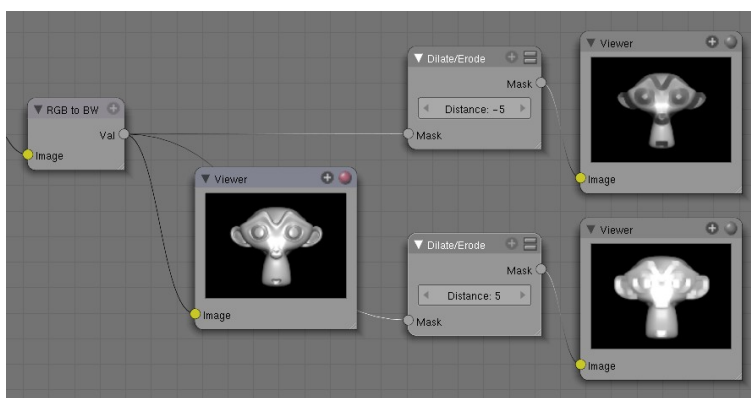 RGB to BW
Val
Image
Viewer
Image
Dilate/Erode
Mask
Distance: -5
Mask
Viewer
Image
Dilate/Erode
Mask
Distance: 5
Mask
Viewer
Image